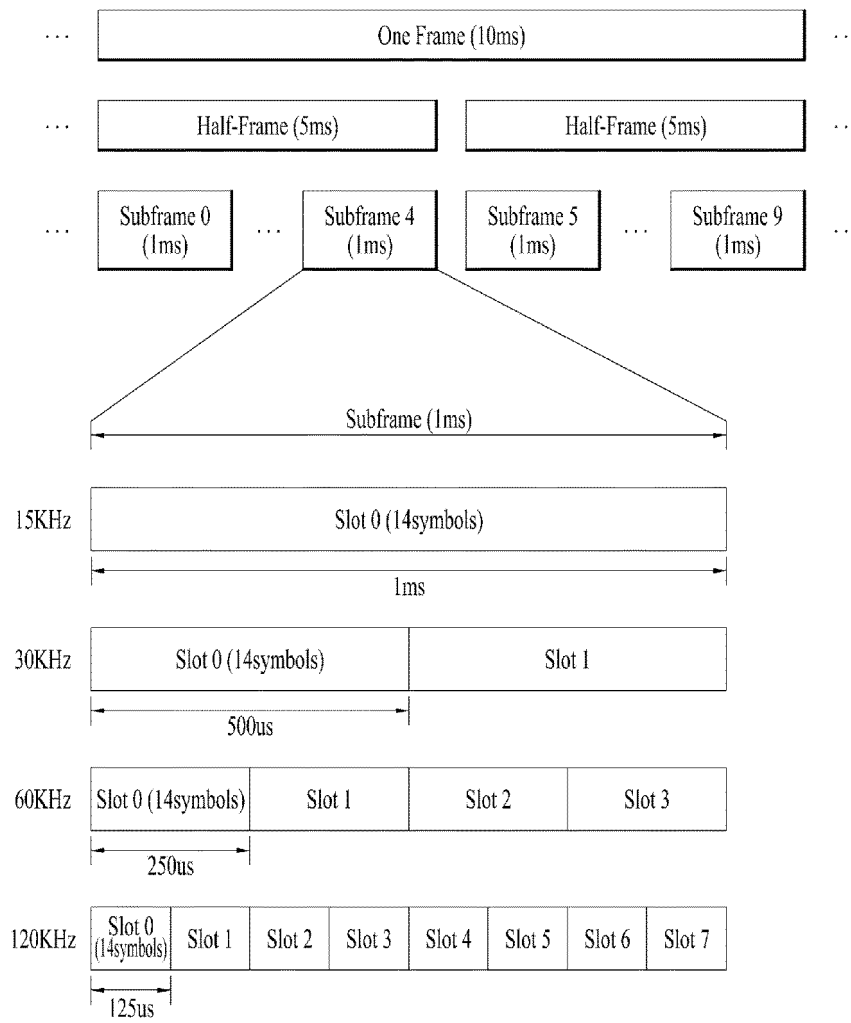 ... One Frame (10ms) ..
... Half-Frame (5ms) Half-Frame (5ms) ..
Subframe 0 Subframe 4 Subframe 5 Subframe 9
... (1ms) ... (1ms) (1ms) ... (1ms) ..
Subframe (1ms)
15KHz Slot 0 (14symbols)
1ms
30KHz Slot 0 (14symbols) Slot 1
500us
60KHz Slot 0 (14symbols) Slot 1 Slot 2 Slot 3
250us
120KHz Slot 0 (14symbols) Slot 1 Slot 2 Slot 3 Slot 4 Slot 5 Slot 6 Slot 7
125us